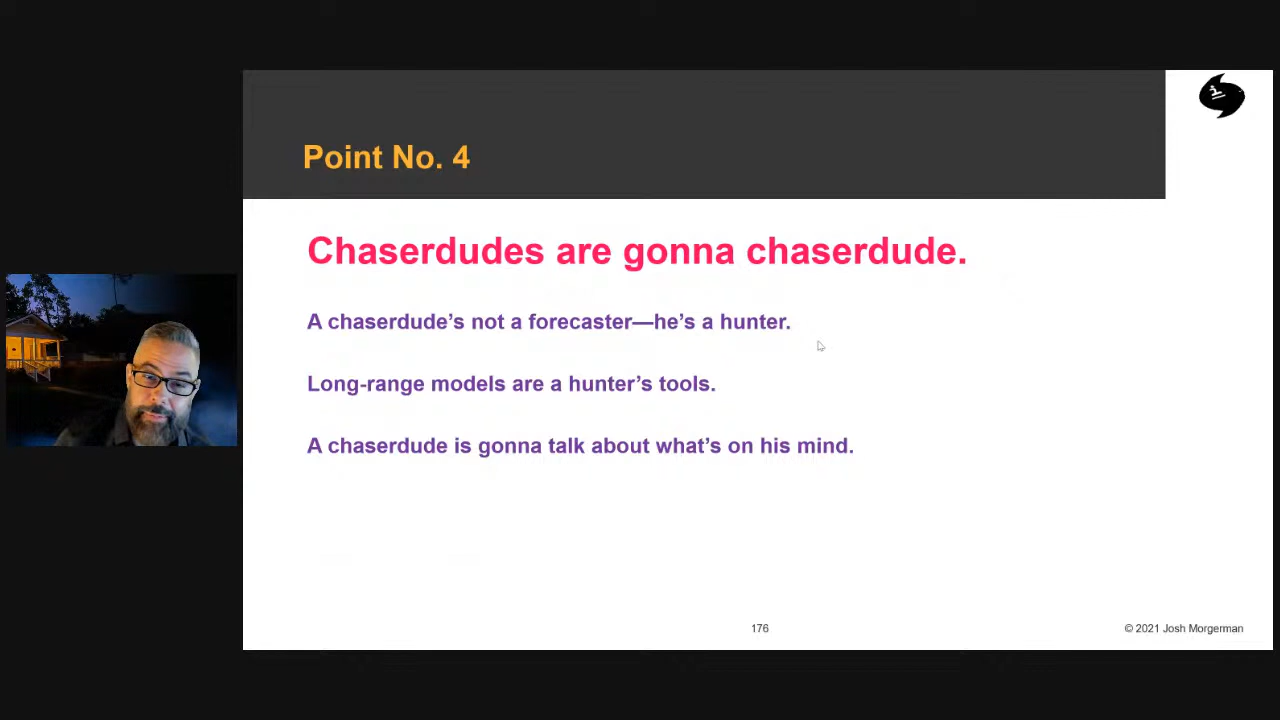 Point No. 4
Chaserdudes are gonna chaserdude.
A chaserdude’s not a forecaster—he’s a hunter.
Long-range models are a hunter’s tools.
A chaserdude is gonna talk about what’s on his mind.
176
© 2021 Josh Morgerman